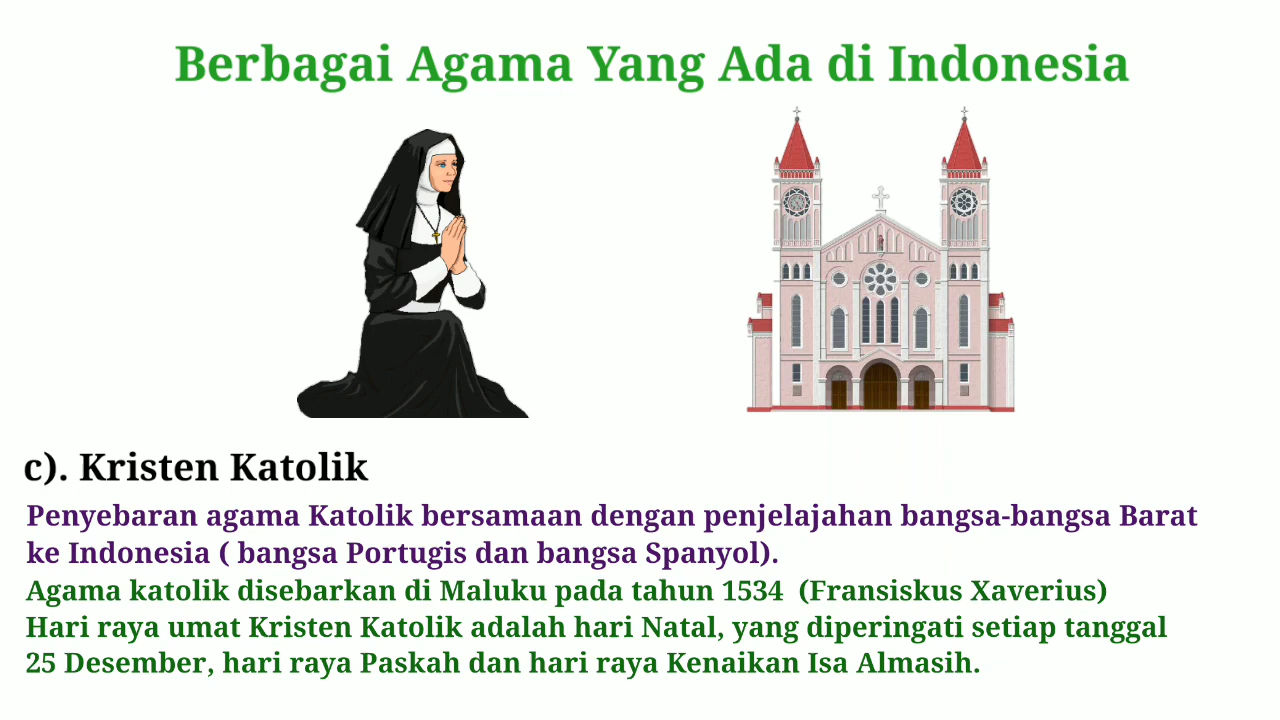 Berbagai Agama Yang Ada di Indonesia
c). Kristen Katolik
Penyebaran agama Katolik bersamaan dengan penjelajahan bangsa-bangsa Barat
ke Indonesia ( bangsa Portugis dan bangsa Spanyol).
Agama katolik disebarkan di Maluku pada tahun 1534  (Fransiskus Xaverius)
Hari raya umat Kristen Katolik adalah hari Natal, yang diperingati setiap tanggal
25 Desember, hari raya Paskah dan hari raya Kenaikan Isa Almasih.